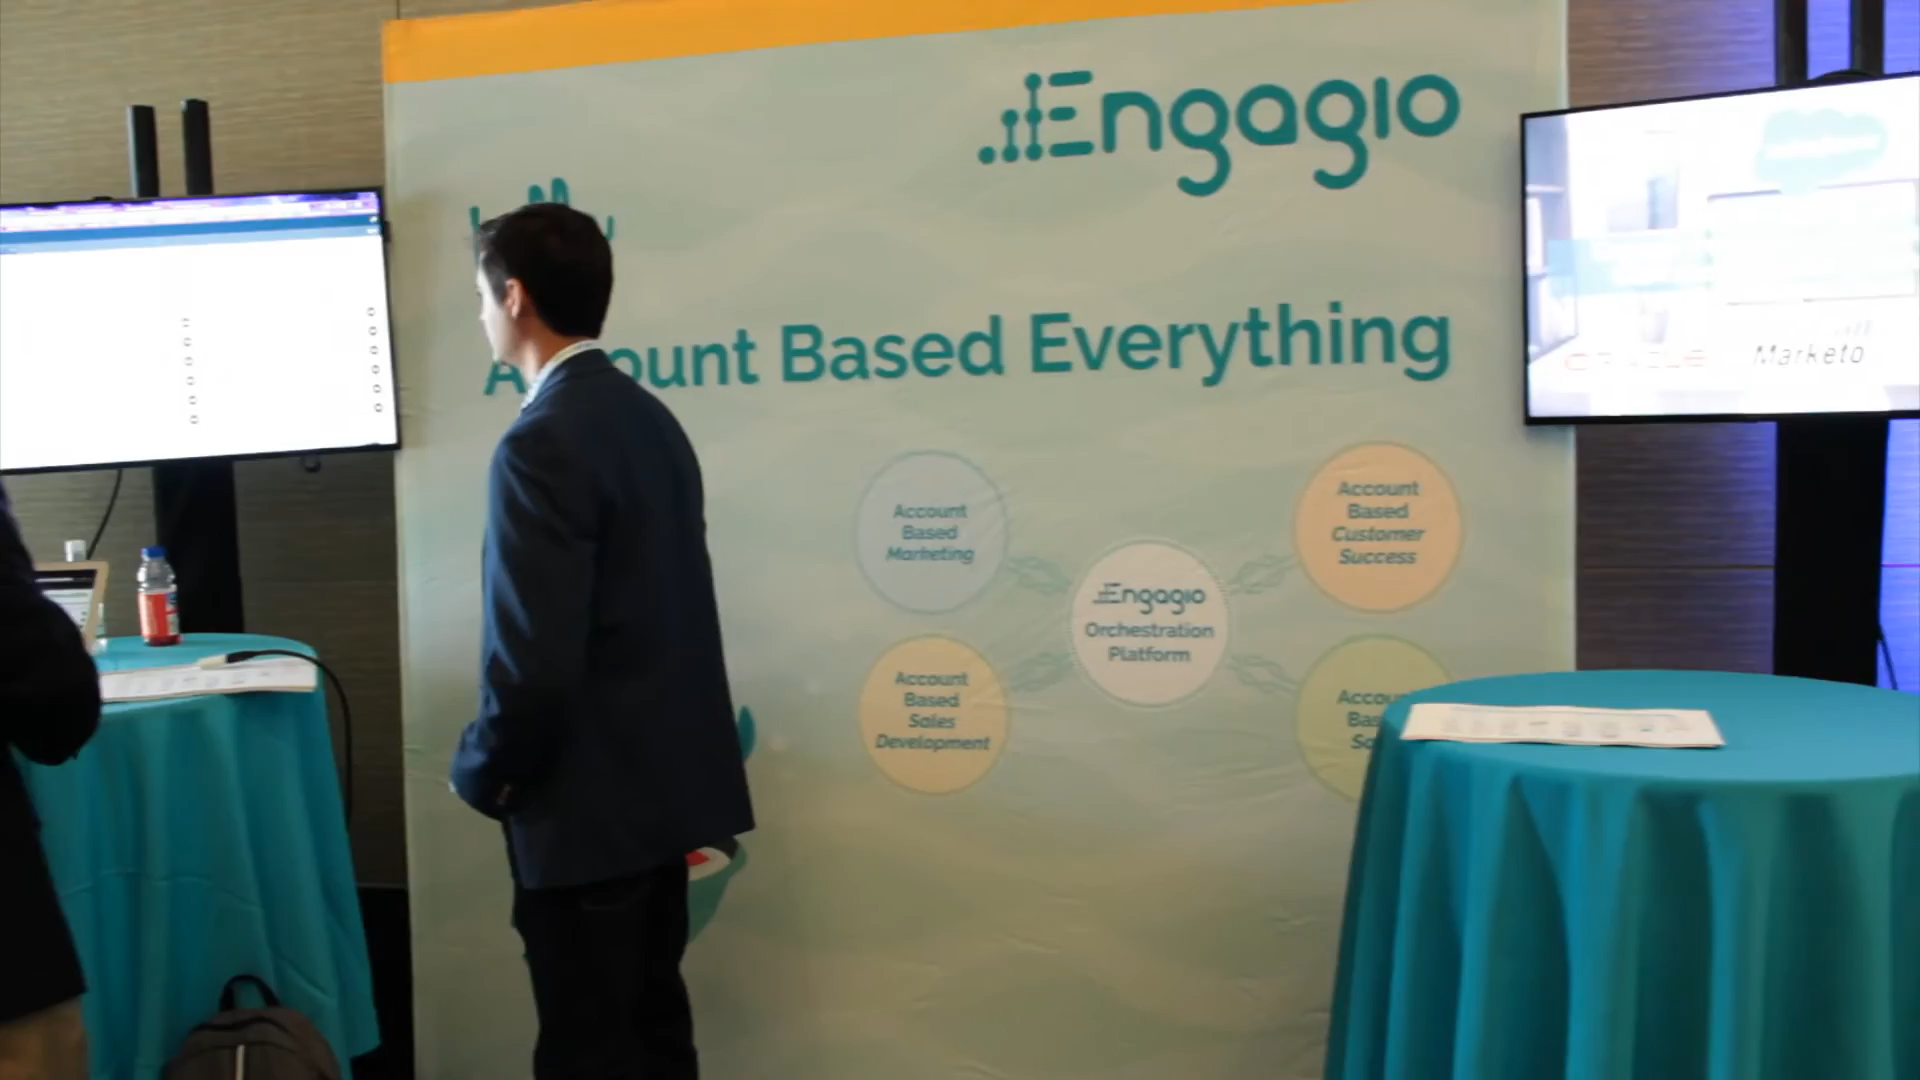 Engagio
Account Based Everything
Account
Based
Marketing
Account
Based
Customer
Success
Engagio
Orchestration
Platform
Account
Based
Sales
Development
Marketo